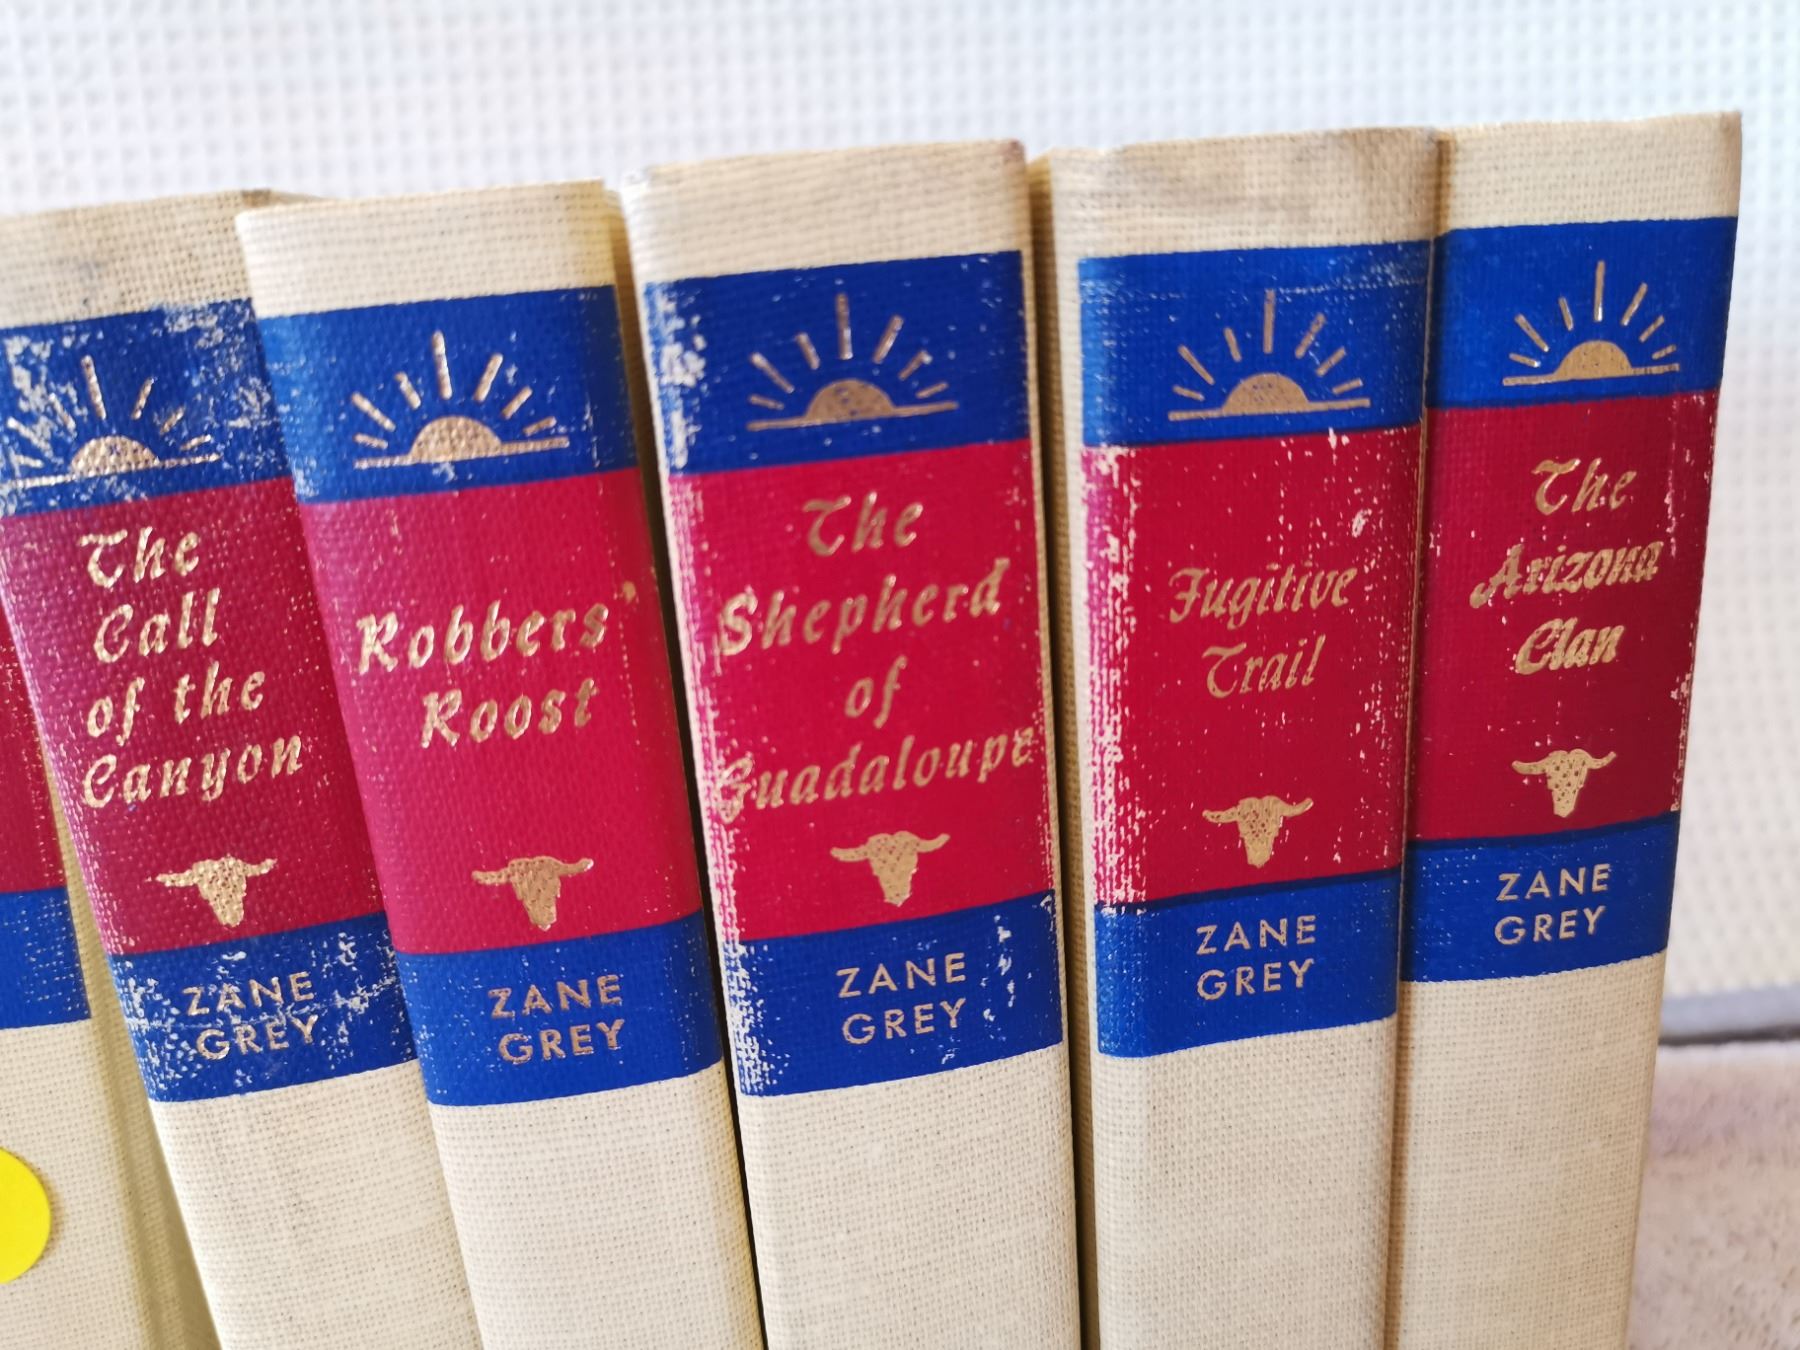 The
Call
of the
Canyon
ZANE
GREY
Robbers'
Roost
ZANE
GREY
The
Shepherd
of
Guadaloupe
ZANE
GREY
Fugitive
Trail
ZANE
GREY
The
Arizona
Clan
ZANE
GREY